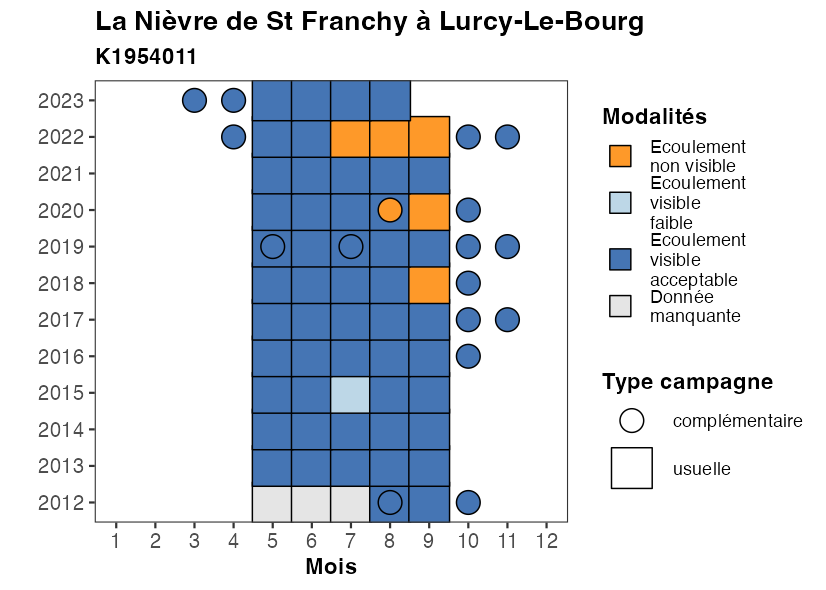 La Nièvre de St Franchy à Lurcy-Le-Bourg
K1954011
2023
2022
2021
2020
2019
2018
2017
2016
2015
2014
2013
2012
1 2 3 4 5 6 7 8 9 10 11 12
Mois
Modalités
Ecoulement
non visible
Ecoulement
visible
faible
Ecoulement
visible
acceptable
Donnée
manquante
Type campagne
complémentaire
usuelle